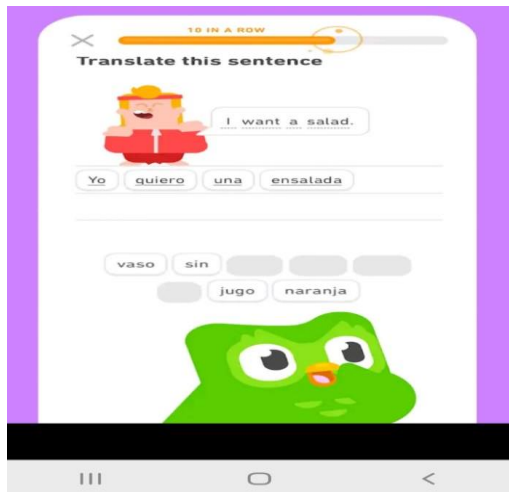 10 IN A ROW
Translate this sentence
I want a salad.
Yo quiero una ensalada
vaso sin
jugo naranja